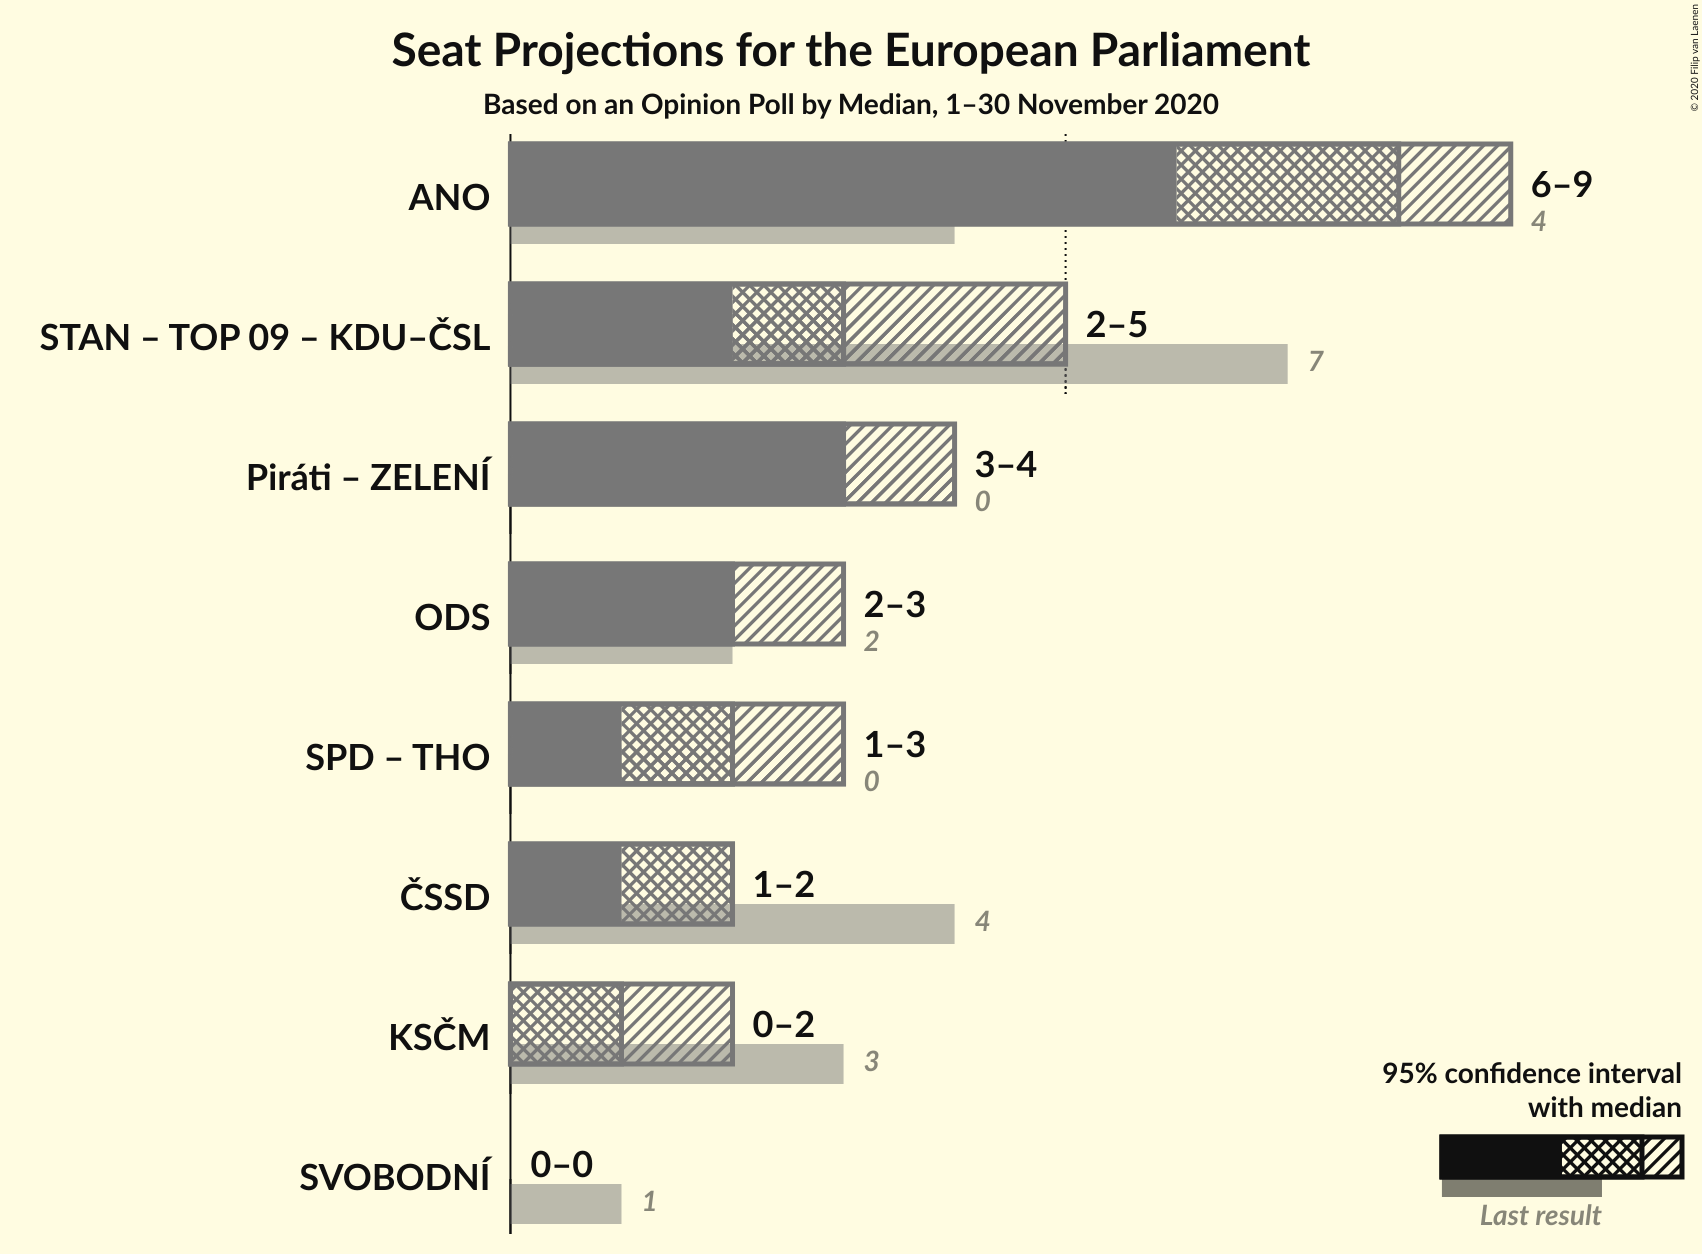 Seat Projections for the European Parliament
Based on an Opinion Poll by Median, 1–30 November 2020
© 2020 Filip van Laenen
ANO
6–9
4
STAN – TOP 09 – KDU–ČSL
2–5
7
Piráti – ZELENÍ
3–4
0
ODS
2–3
2
SPD – THO
1–3
0
ČSSD
1–2
4
KSČM
0–2
3
SVOBODNÍ
0–0
1
95% confidence interval
with median
Last result